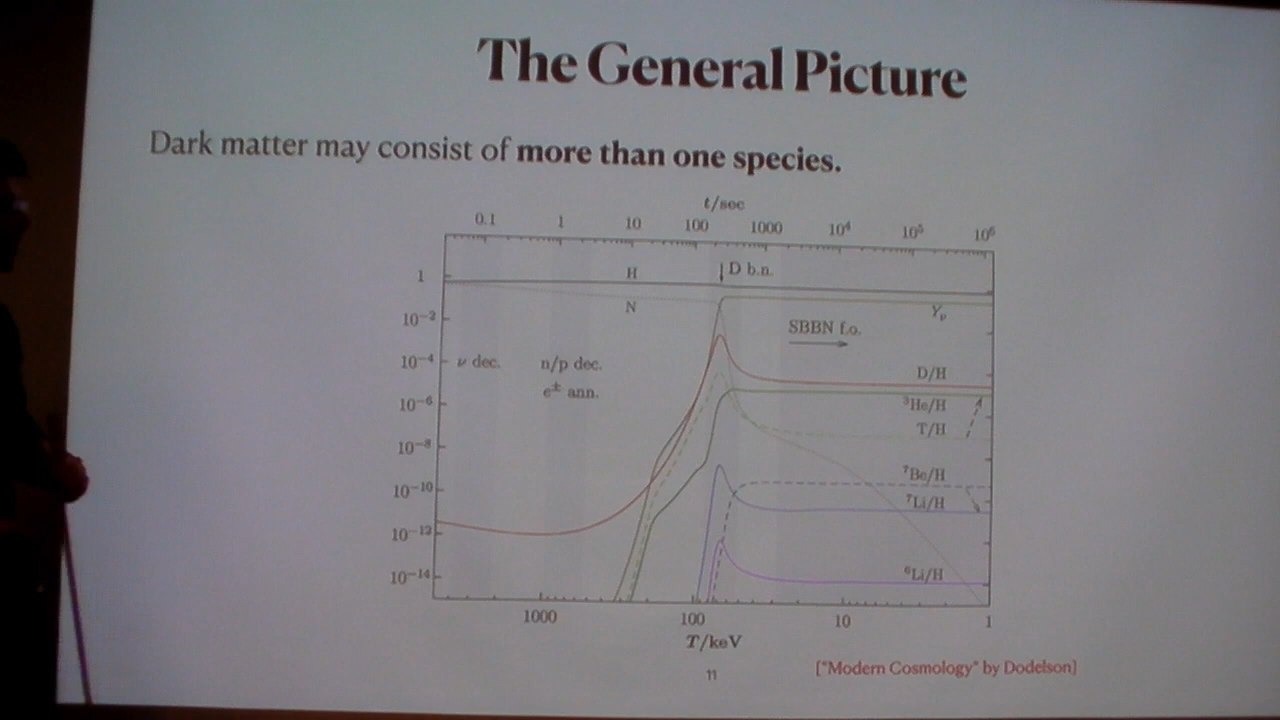 The General Picture
Dark matter may consist of more than one species.
t/sec
0.1 1 10 100 1000 10⁴ 10⁵ 10⁶
1
H
↓D b.n.
N
10⁻²
Yₚ
SBBN f.o.
10⁻⁴
ν dec.
n/p dec.
D/H
e± ann.
10⁻⁶
³He/H
T/H
10⁻⁸
⁷Be/H
10⁻¹⁰
⁷Li/H
10⁻¹²
10⁻¹⁴
⁶Li/H
1000 100 10 1
T/keV
11
["Modern Cosmology" by Dodelson]